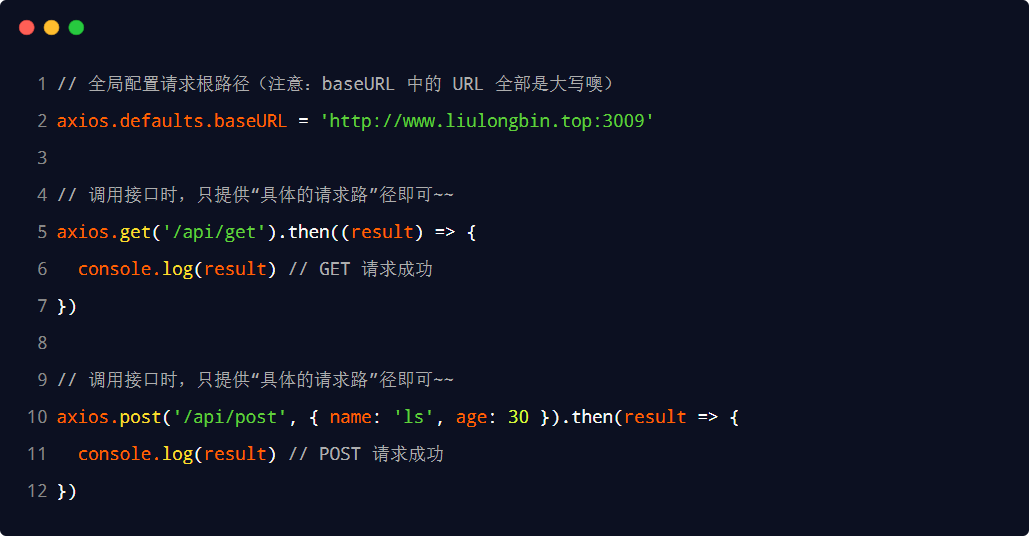 1 // 全局配置请求根路径（注意：baseURL 中的 URL 全部是大写噢）
2 axios.defaults.baseURL = 'http://www.liulongbin.top:3009'
3
4 // 调用接口时，只提供“具体的请求路”径即可~~
5 axios.get('/api/get').then((result) => {
6   console.log(result) // GET 请求成功
7 })
8
9 // 调用接口时，只提供“具体的请求路”径即可~~
10 axios.post('/api/post', { name: 'ls', age: 30 }).then(result => {
11   console.log(result) // POST 请求成功
12 })